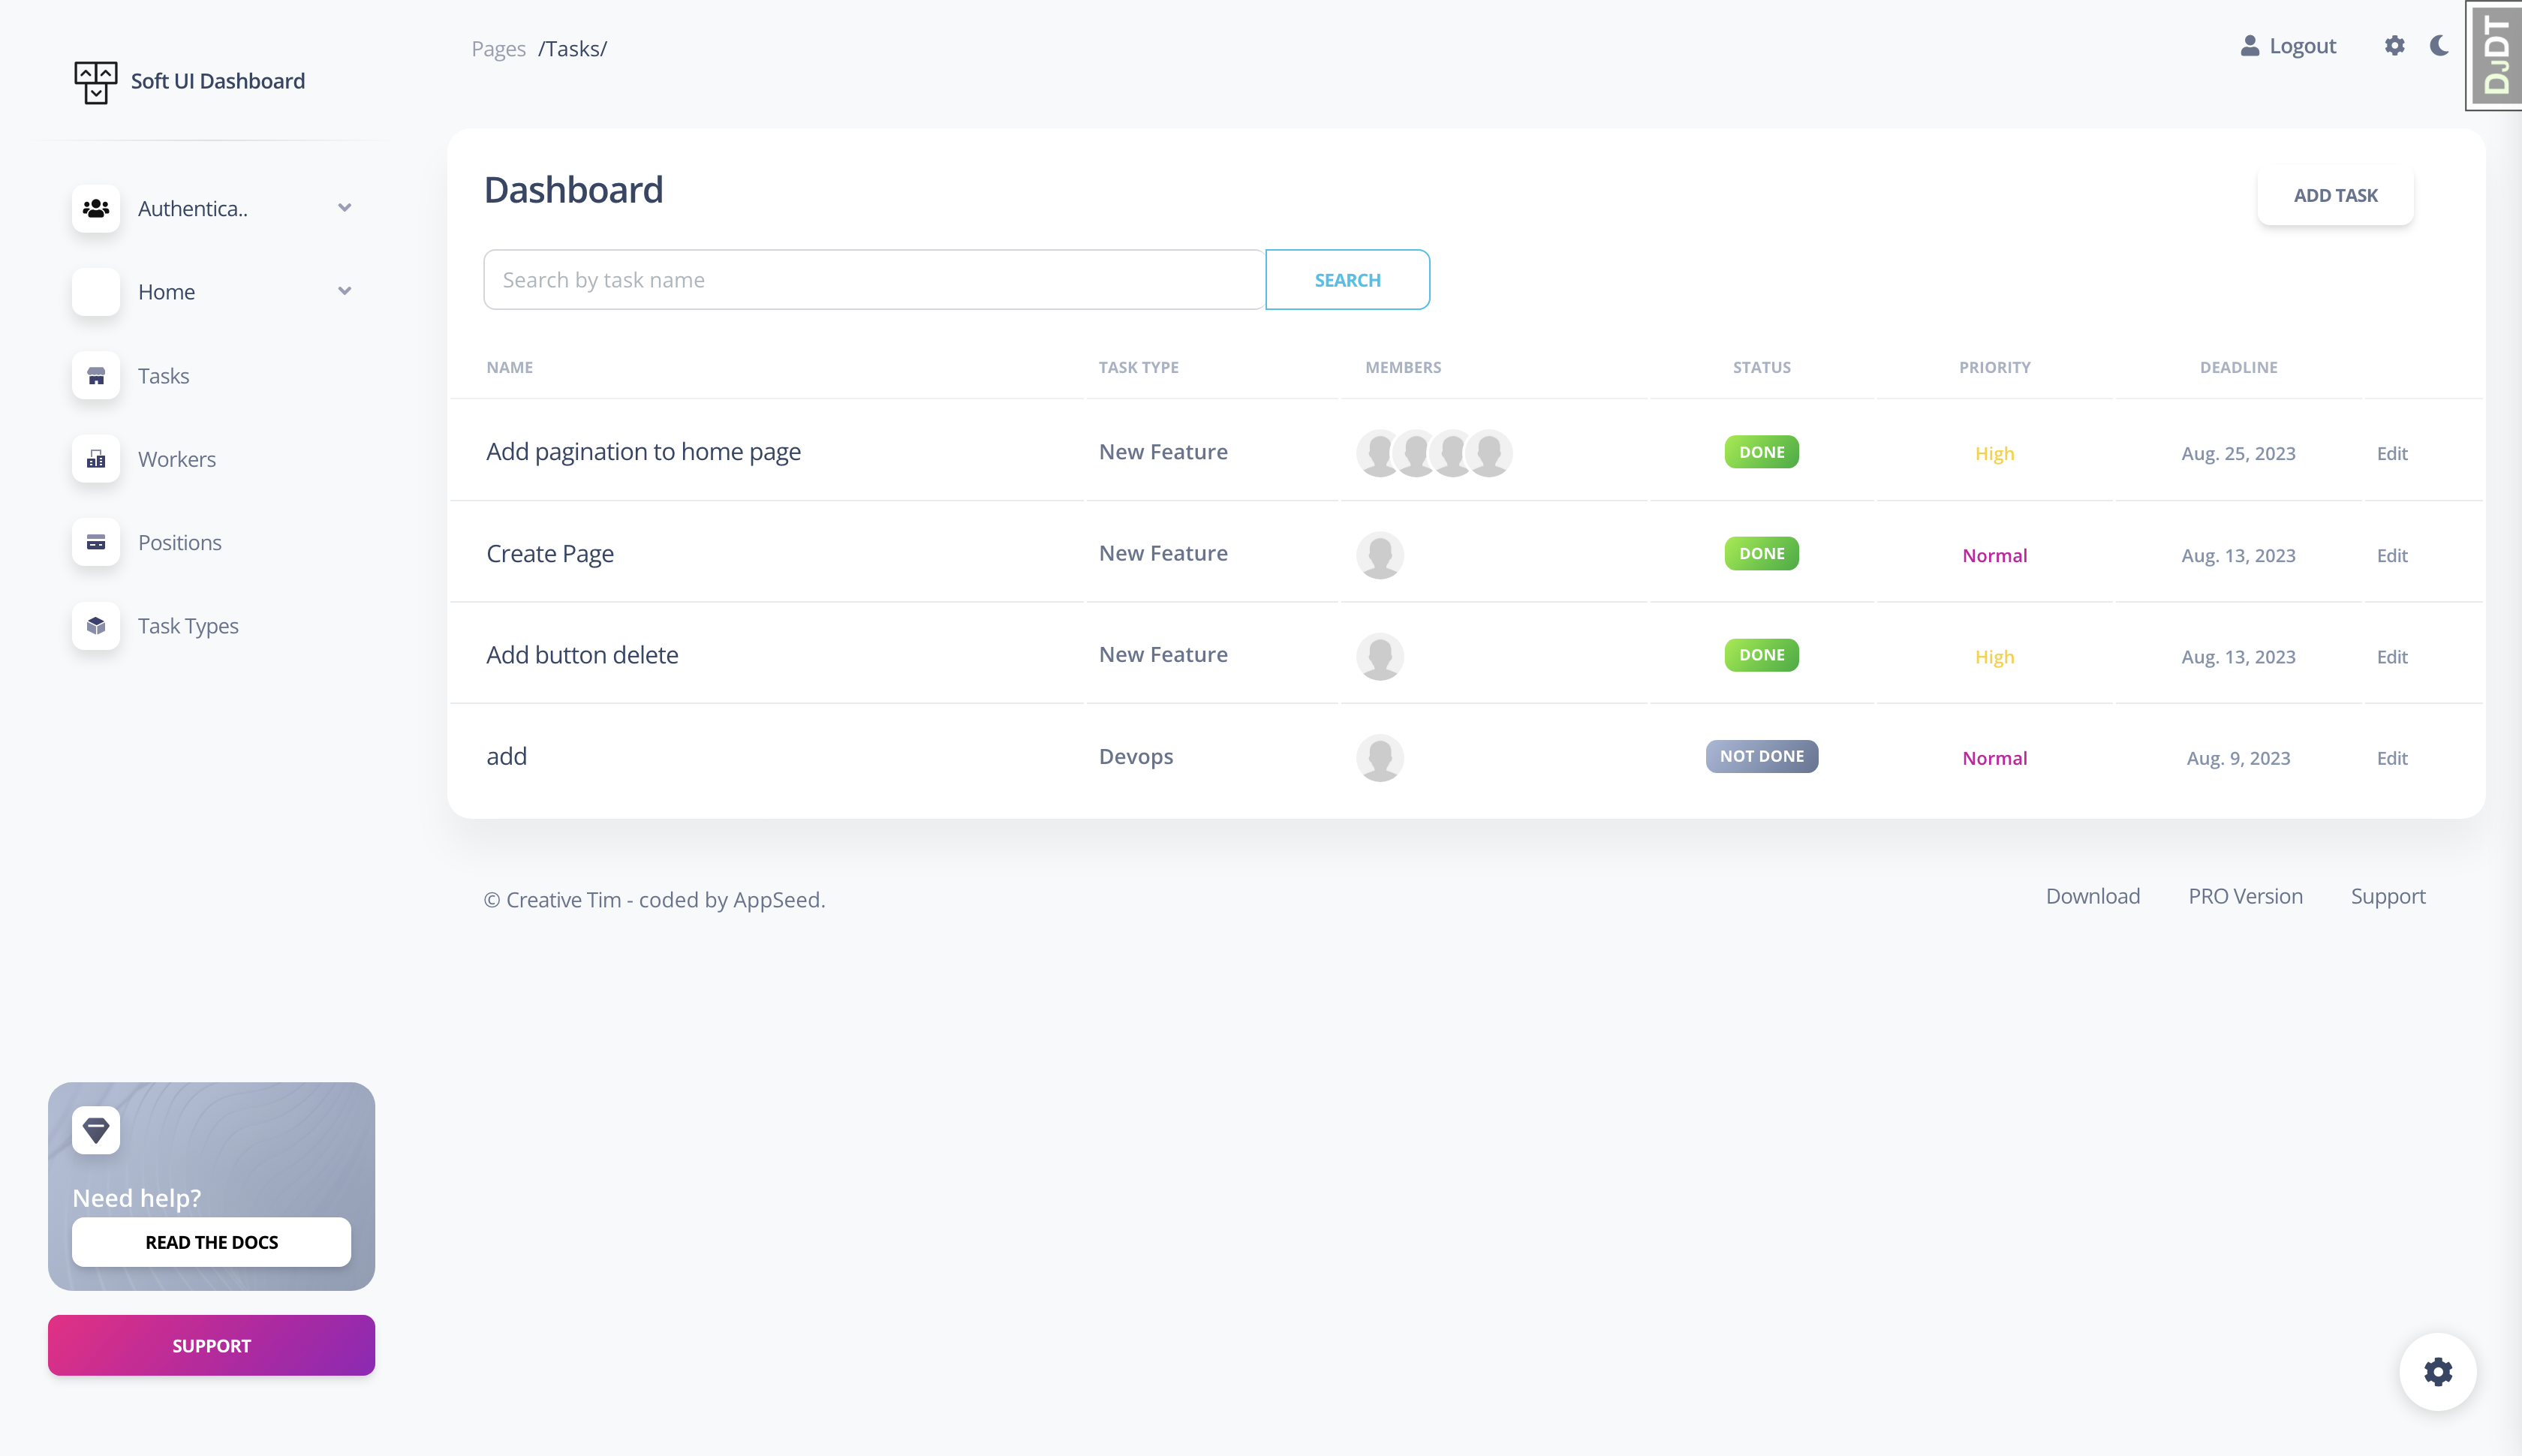 Soft UI Dashboard
Pages /Tasks/
Logout
DJDT
Authentica..
Home
Tasks
Workers
Positions
Task Types
Dashboard
ADD TASK
Search by task name
SEARCH
NAME TASK TYPE MEMBERS STATUS PRIORITY DEADLINE
Add pagination to home page New Feature DONE High Aug. 25, 2023 Edit
Create Page New Feature DONE Normal Aug. 13, 2023 Edit
Add button delete New Feature DONE High Aug. 13, 2023 Edit
add Devops NOT DONE Normal Aug. 9, 2023 Edit
© Creative Tim - coded by AppSeed.
Download PRO Version Support
Need help?
READ THE DOCS
SUPPORT